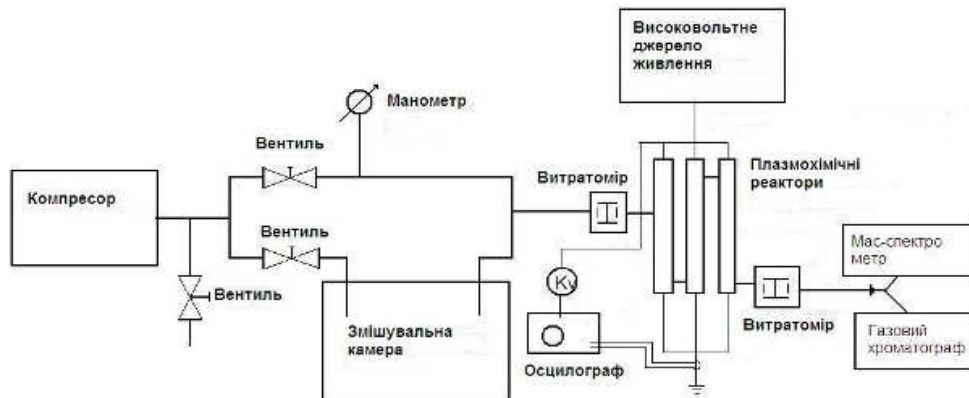 Високовольтне
джерело
живлення
Манометр
Вентиль
Компресор
Витратомір
Плазмохімічні
реактори
Вентиль
Мас-спектро
метр
Kv
Вентиль
Змішувальна
камера
Осцилограф
Витратомір
Газовий
хроматограф